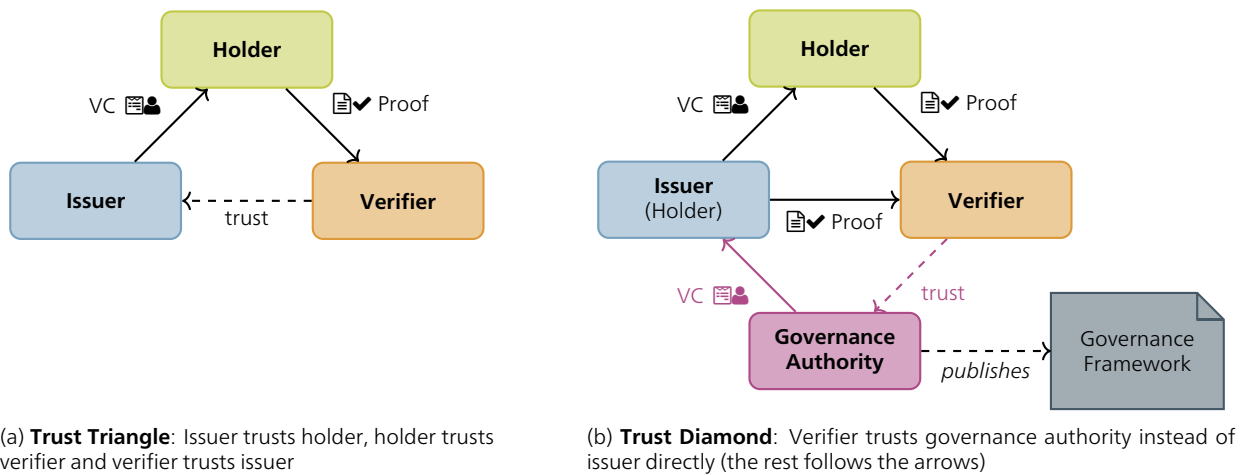 Holder
VC
Proof
Issuer
Verifier
trust
(a) Trust Triangle: Issuer trusts holder, holder trusts
verifier and verifier trusts issuer
Holder
VC
Proof
Issuer
(Holder)
Verifier
Proof
VC
trust
Governance
Authority
publishes
Governance
Framework
(b) Trust Diamond: Verifier trusts governance authority instead of
issuer directly (the rest follows the arrows)